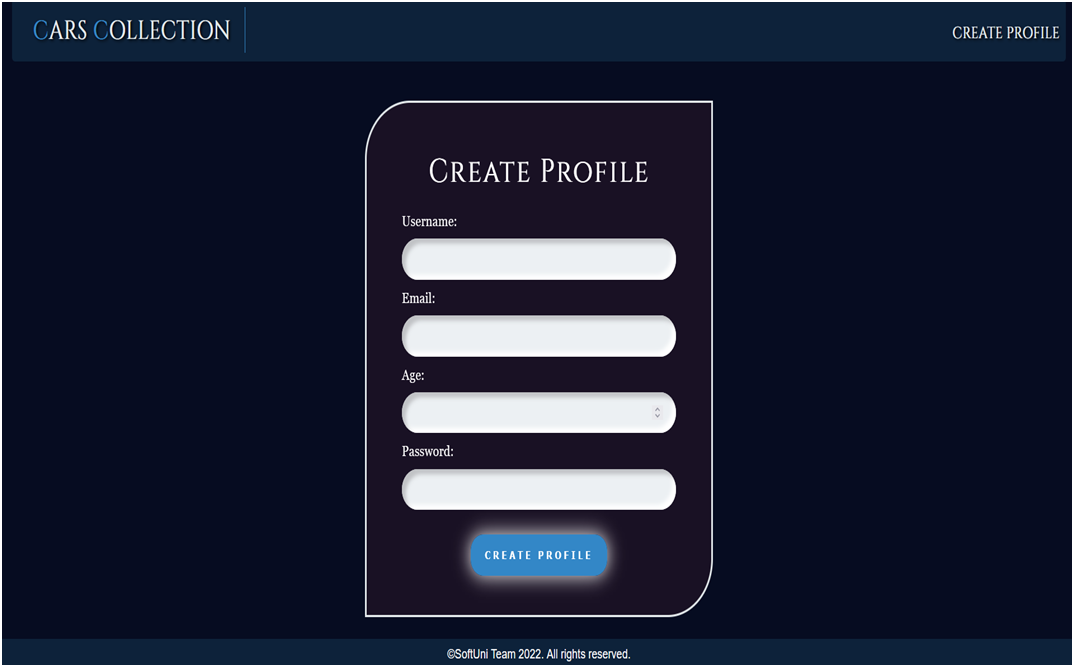 CARS COLLECTION
CREATE PROFILE
CREATE PROFILE
Username:
Email:
Age:
Password:
CREATE PROFILE
©SoftUni Team 2022. All rights reserved.